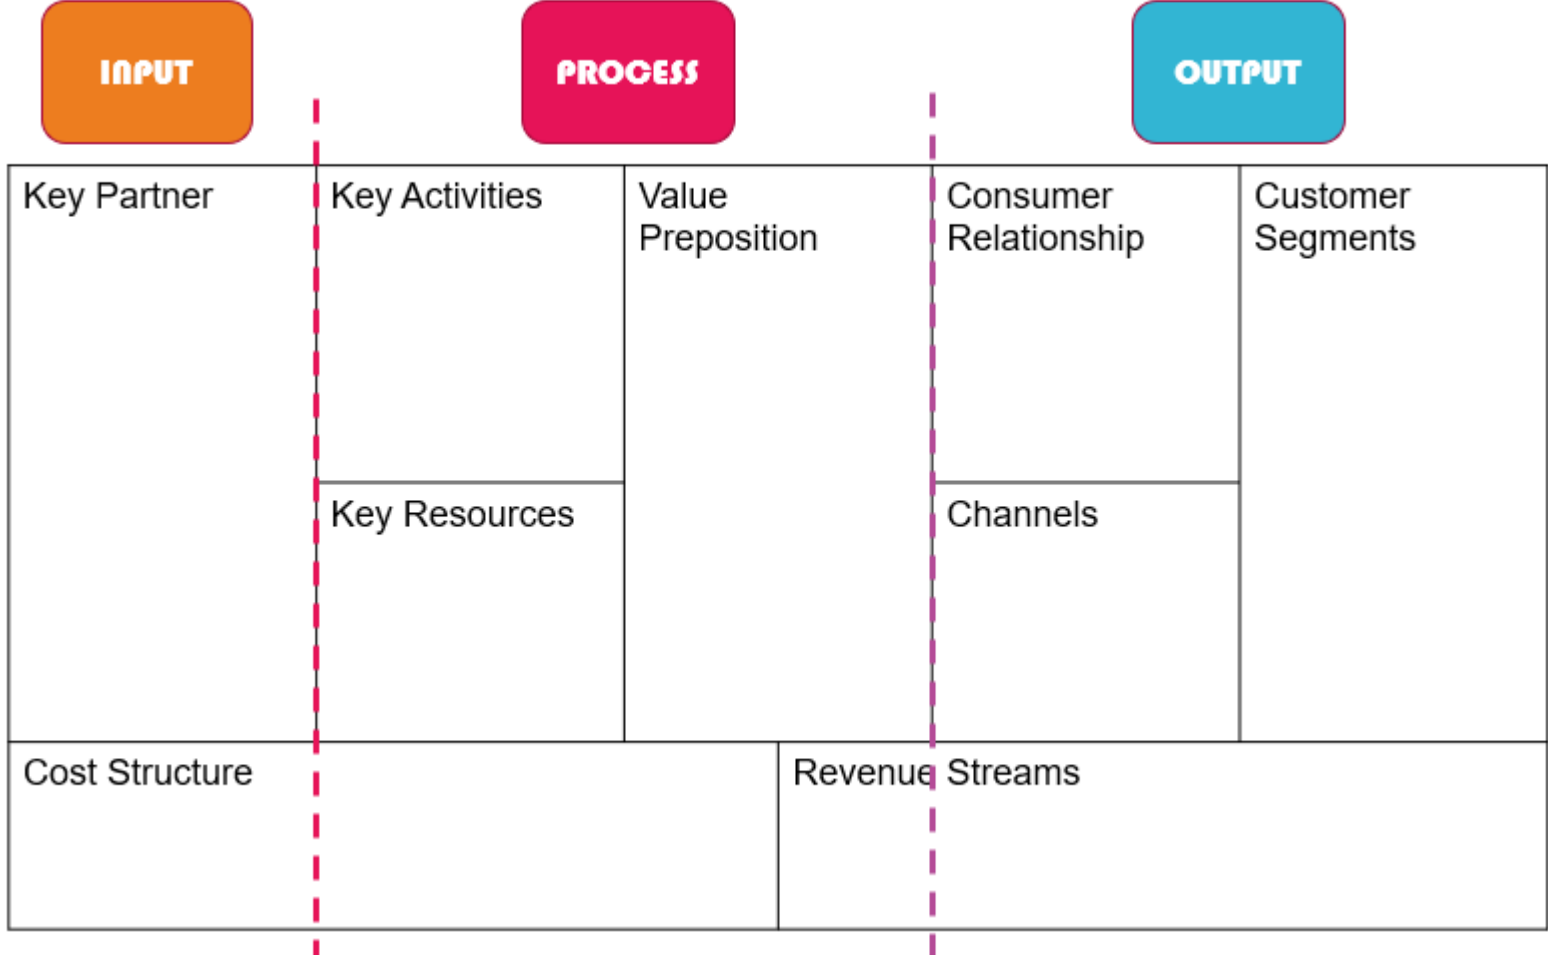 INPUT
PROCESS
OUTPUT
Key Partner
Key Activities
Value
Preposition
Consumer
Relationship
Customer
Segments
Key Resources
Channels
Cost Structure
Revenue Streams